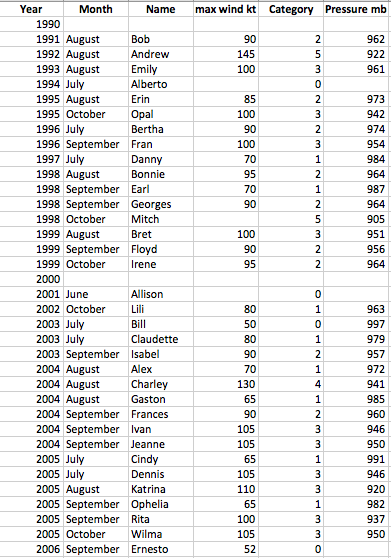 Year Month Name max wind kt Category Pressure mb
1990
1991 August Bob 90 2 962
1992 August Andrew 145 5 922
1993 August Emily 100 3 961
1994 July Alberto 0
1995 August Erin 85 2 973
1995 October Opal 100 3 942
1996 July Bertha 90 2 974
1996 September Fran 100 3 954
1997 July Danny 70 1 984
1998 August Bonnie 95 2 964
1998 September Earl 70 1 987
1998 September Georges 90 2 964
1998 October Mitch 5 905
1999 August Bret 100 3 951
1999 September Floyd 90 2 956
1999 October Irene 95 2 964
2000
2001 June Allison 0
2002 October Lili 80 1 963
2003 July Bill 50 0 997
2003 July Claudette 80 1 979
2003 September Isabel 90 2 957
2004 August Alex 70 1 972
2004 August Charley 130 4 941
2004 August Gaston 65 1 985
2004 September Frances 90 2 960
2004 September Ivan 105 3 946
2004 September Jeanne 105 3 950
2005 July Cindy 65 1 991
2005 July Dennis 105 3 946
2005 August Katrina 110 3 920
2005 September Ophelia 65 1 982
2005 September Rita 100 3 937
2005 October Wilma 105 3 950
2006 September Ernesto 52 0